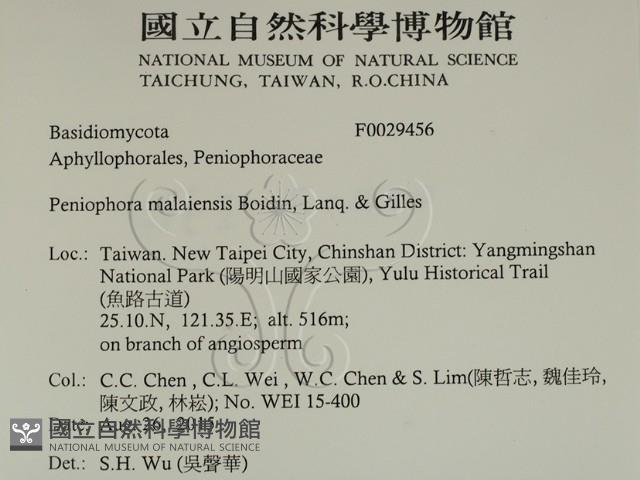 國立自然科學博物館
NATIONAL MUSEUM OF NATURAL SCIENCE
TAICHUNG, TAIWAN, R.O.CHINA
Basidiomycota F0029456
Aphyllophorales, Peniophoraceae
Peniophora malaiensis Boidin, Lanq. & Gilles
Loc.: Taiwan. New Taipei City, Chinshan District: Yangmingshan
National Park (陽明山國家公園), Yulu Historical Trail
(魚路古道)
25.10.N, 121.35.E; alt. 516m;
on branch of angiosperm
Col.: C.C. Chen , C.L. Wei , W.C. Chen & S. Lim(陳哲志, 魏佳玲,
陳文政, 林崧); No. WEI 15-400
Date: Aug 26, 2015
國立自然科學博物館
NATIONAL MUSEUM OF NATURAL SCIENCE
Det.: S.H. Wu (吳聲華)